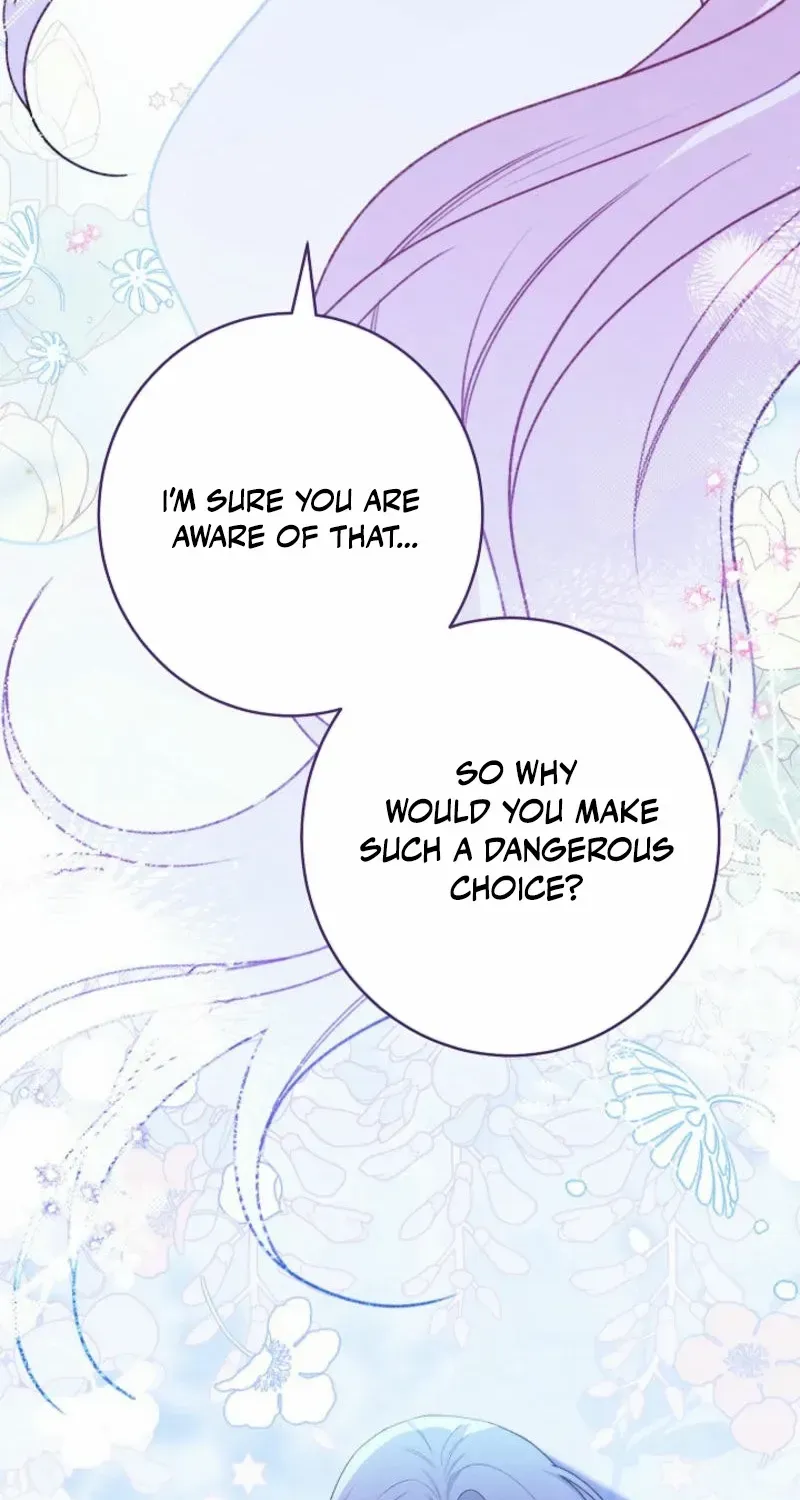 I'M SURE YOU ARE
AWARE OF THAT...
SO WHY
WOULD YOU MAKE
SUCH A DANGEROUS
CHOICE?